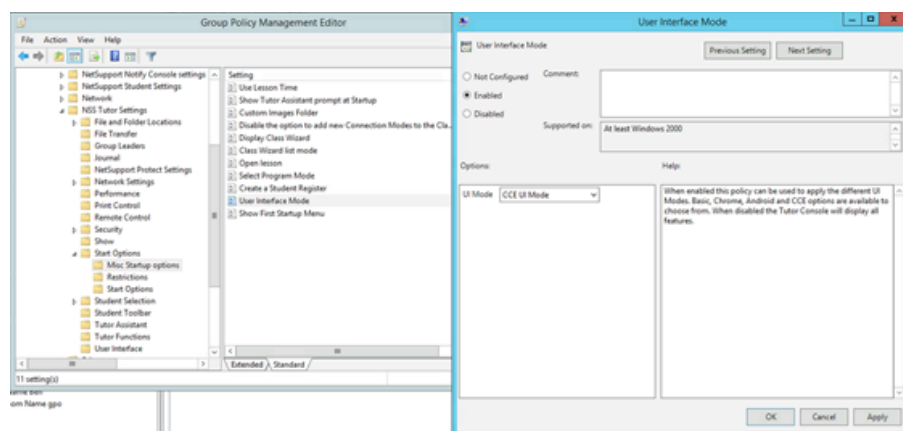 Group Policy Management Editor
File Action View Help
NetSupport Notify Console settings
NetSupport Student Settings
Network
NSS Tutor Settings
File and Folder Locations
File Transfer
Group Leaders
Journal
NetSupport Protect Settings
Network Settings
Performance
Print Control
Remote Control
Security
Show
Start Options
Misc Startup options
Restrictions
Start Options
Student Selection
Student Toolbar
Tutor Assistant
Tutor Functions
User Interface
Setting
Use Lesson Time
Show Tutor Assistant prompt at Startup
Custom Images Folder
Disable the option to add new Connection Modes to the Cla...
Display Class Wizard
Class Wizard list mode
Open lesson
Select Program Mode
Create a Student Register
User Interface Mode
Show First Startup Menu
Extended Standard
11 setting(s)
om Name gpo
User Interface Mode
User Interface Mode
Previous Setting Next Setting
Not Configured
Enabled
Disabled
Comment:
Supported on: At least Windows 2000
Options:
UI Mode CCE UI Mode
Help:
When enabled this policy can be used to apply the different UI
Modes. Basic, Chrome, Android and CCE options are available to
choose from. When disabled the Tutor Console will display all
features.
OK Cancel Apply